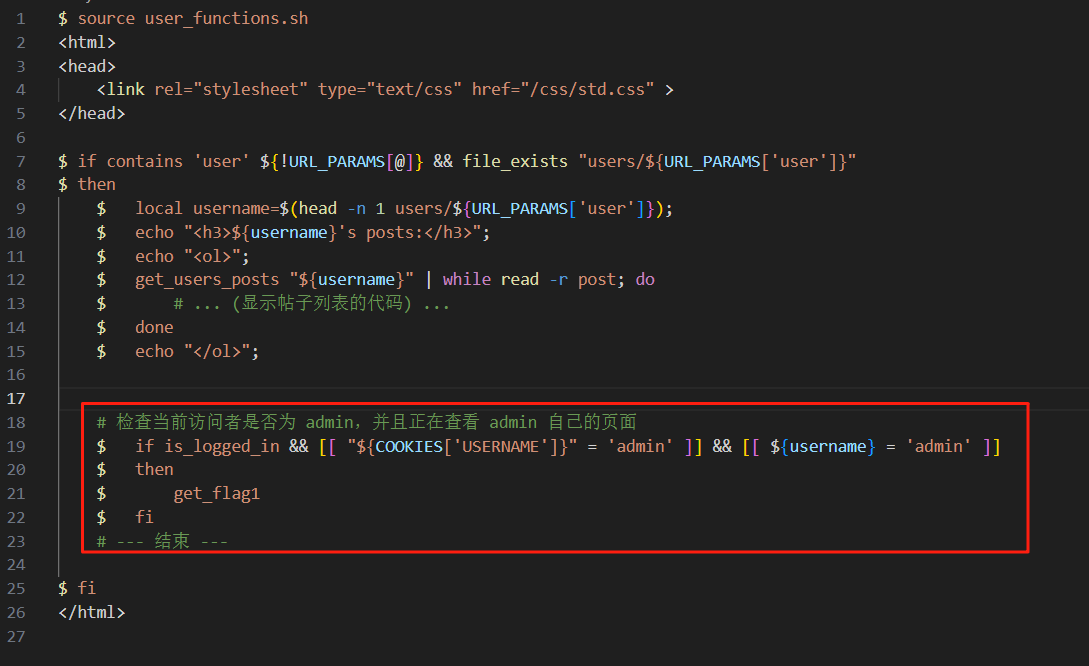 1 $ source user_functions.sh
2 <html>
3 <head>
4 <link rel="stylesheet" type="text/css" href="/css/std.css" >
5 </head>
6
7 $ if contains 'user' ${!URL_PARAMS[@]} && file_exists "users/${URL_PARAMS['user']}"
8 $ then
9 $ local username=$(head -n 1 users/${URL_PARAMS['user']});
10 $ echo "<h3>${username}'s posts:</h3>";
11 $ echo "<ol>";
12 $ get_users_posts "${username}" | while read -r post; do
13 $ # ... (显示帖子列表的代码) ...
14 $ done
15 $ echo "</ol>";
16
17
18 # 检查当前访问者是否为 admin，并且正在查看 admin 自己的页面
19 $ if is_logged_in && [[ "${COOKIES['USERNAME']}" = 'admin' ]] && [[ ${username} = 'admin' ]]
20 $ then
21 $ get_flag1
22 $ fi
23 # --- 结束 ---
24
25 $ fi
26 </html>
27